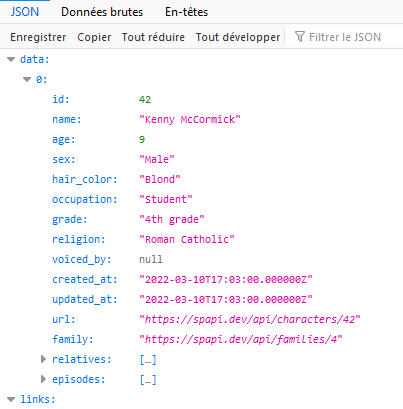 JSON Données brutes En-têtes
Enregistrer Copier Tout réduire Tout développer Filtrer le JSON
data:
0:
id: 42
name: "Kenny McCormick"
age: 9
sex: "Male"
hair_color: "Blond"
occupation: "Student"
grade: "4th grade"
religion: "Roman Catholic"
voiced_by: null
created_at: "2022-03-10T17:03:00.000000Z"
updated_at: "2022-03-10T17:03:00.000000Z"
url: "https://spapi.dev/api/characters/42"
family: "https://spapi.dev/api/families/4"
relatives: […]
episodes: […]
links: